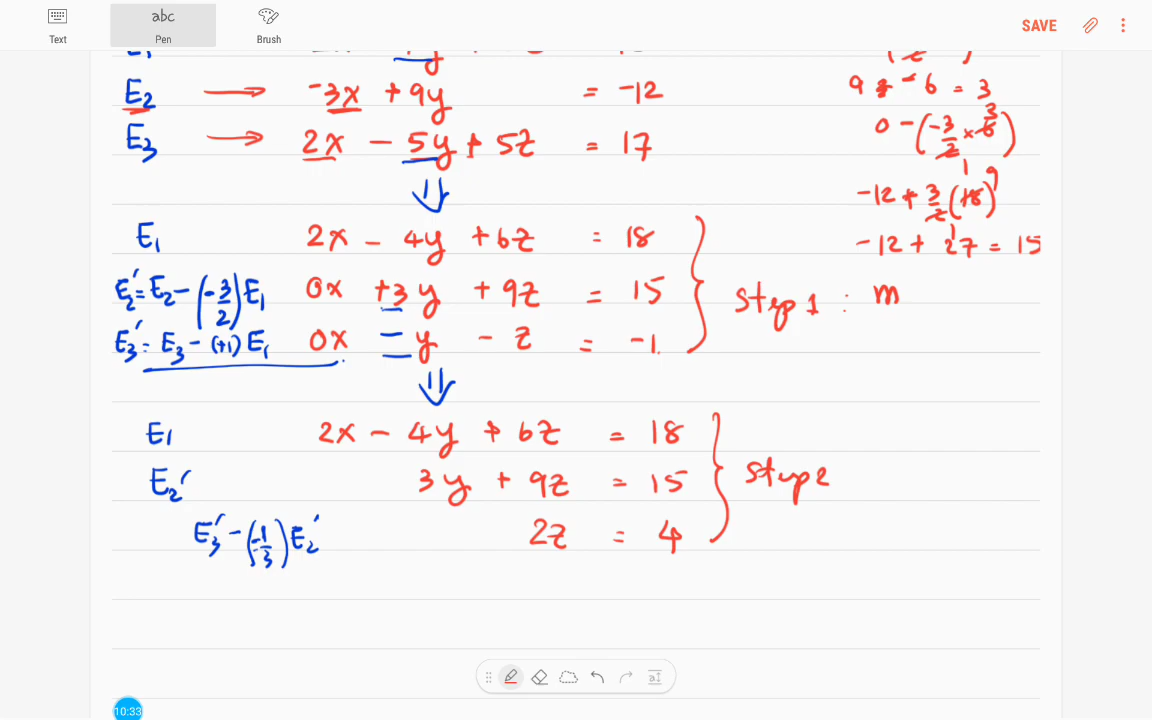 Text
abc
Pen
Brush
SAVE
E2 → -3x + 9y = -12
E3 → 2x - 5y + 5z = 17
9 - 6 = 3
0 - (-3/2 × 6) 3
-12 + 3/2 (18) 9
-12 + 27 = 15
⇓
E1 2x - 4y + 6z = 18
E2' = E2 - (-3/2) E1 0x + 3y + 9z = 15
E3' = E3 - (+1) E1 0x - y - z = -1.
Step 1 : m
⇓
E1 2x - 4y + 6z = 18
E2' 3y + 9z = 15
E3' - (-1/3) E2' 2z = 4
Step 2
10:33